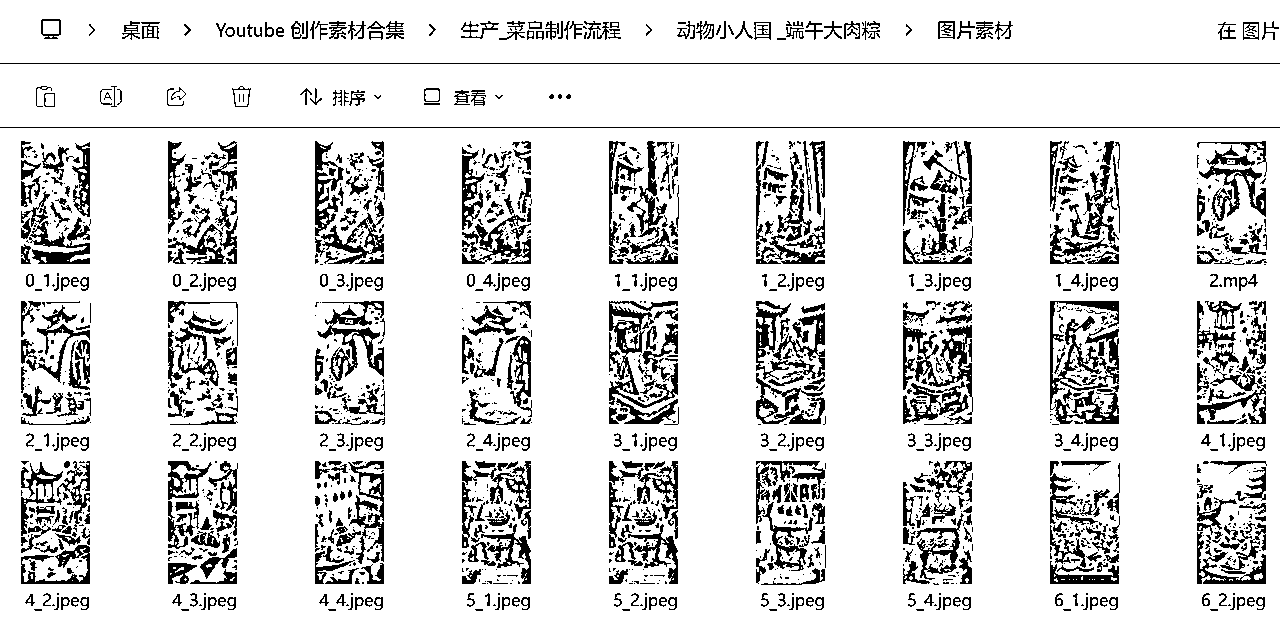 桌面 > Youtube 创作素材合集 > 生产_菜品制作流程 > 动物小人国 _端午大肉粽 > 图片素材 在 图片
排序 查看 •••
0_1.jpeg 0_2.jpeg 0_3.jpeg 0_4.jpeg 1_1.jpeg 1_2.jpeg 1_3.jpeg 1_4.jpeg 2.mp4
2_1.jpeg 2_2.jpeg 2_3.jpeg 2_4.jpeg 3_1.jpeg 3_2.jpeg 3_3.jpeg 3_4.jpeg 4_1.jpeg
4_2.jpeg 4_3.jpeg 4_4.jpeg 5_1.jpeg 5_2.jpeg 5_3.jpeg 5_4.jpeg 6_1.jpeg 6_2.jpeg